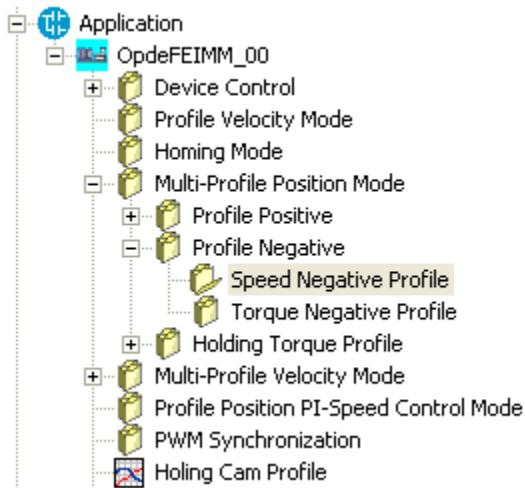 Application
OpdeFEIMM_00
Device Control
Profile Velocity Mode
Homing Mode
Multi-Profile Position Mode
Profile Positive
Profile Negative
Speed Negative Profile
Torque Negative Profile
Holding Torque Profile
Multi-Profile Velocity Mode
Profile Position PI-Speed Control Mode
PWM Synchronization
Holing Cam Profile